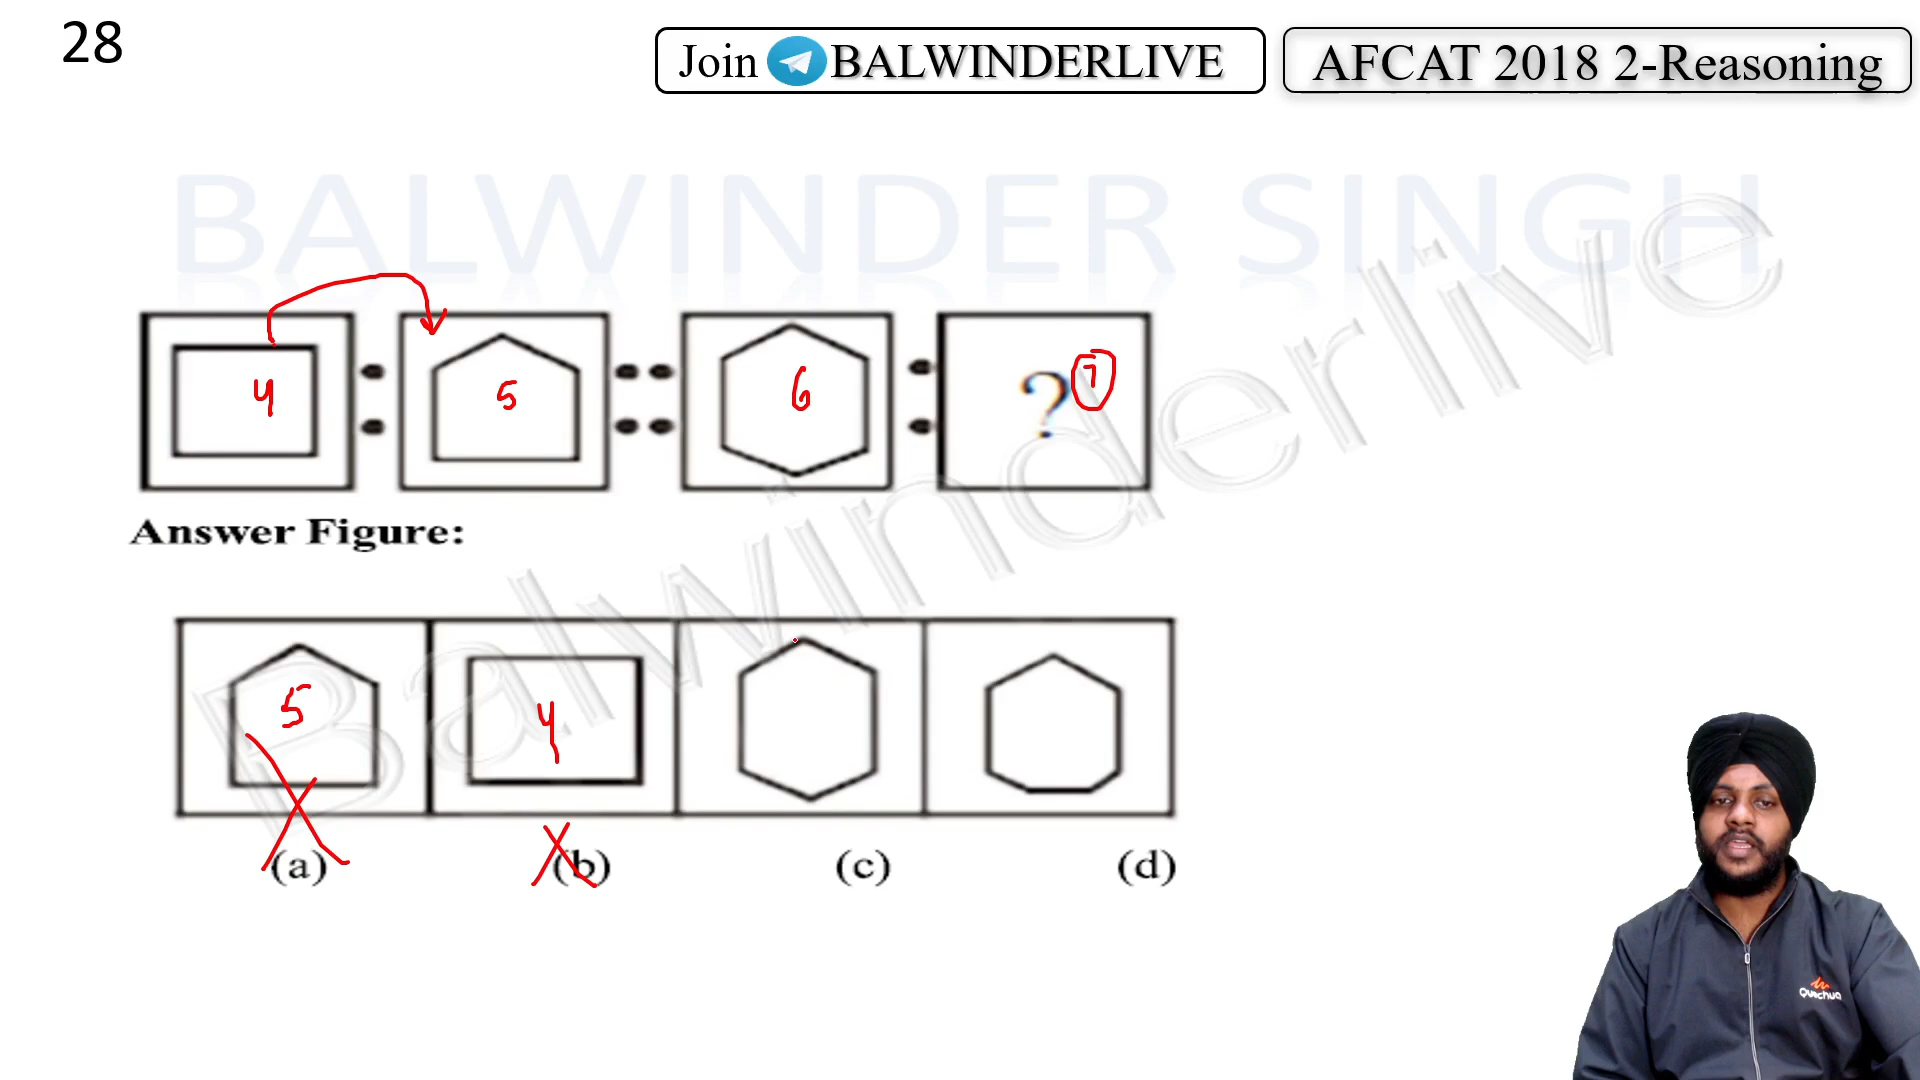 28
Join BALWINDERLIVE
AFCAT 2018 2-Reasoning
BALWINDER SINGH
Balwinderlive
4 : 5 :: 6 : ? 7
Answer Figure:
5 4
(a) (b) (c) (d)
Quechua